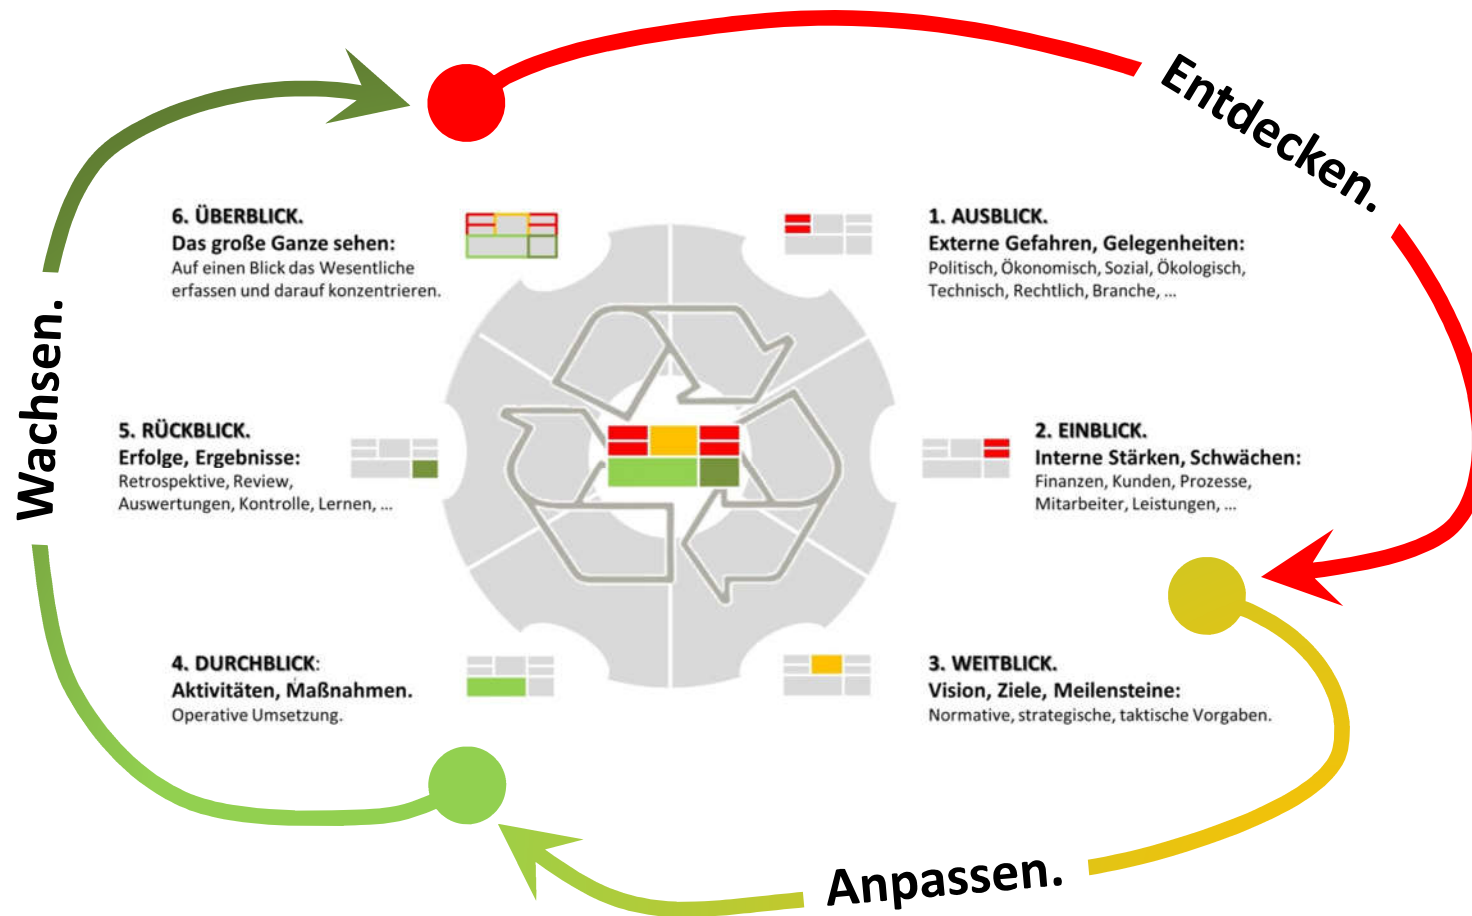 Entdecken.
1. AUSBLICK.
Externe Gefahren, Gelegenheiten:
Politisch, Ökonomisch, Sozial, Ökologisch,
Technisch, Rechtlich, Branche, ...
2. EINBLICK.
Interne Stärken, Schwächen:
Finanzen, Kunden, Prozesse,
Mitarbeiter, Leistungen, ...
Anpassen.
3. WEITBLICK.
Vision, Ziele, Meilensteine:
Normative, strategische, taktische Vorgaben.
4. DURCHBLICK:
Aktivitäten, Maßnahmen.
Operative Umsetzung.
Wachsen.
5. RÜCKBLICK.
Erfolge, Ergebnisse:
Retrospektive, Review,
Auswertungen, Kontrolle, Lernen, ...
6. ÜBERBLICK.
Das große Ganze sehen:
Auf einen Blick das Wesentliche
erfassen und darauf konzentrieren.